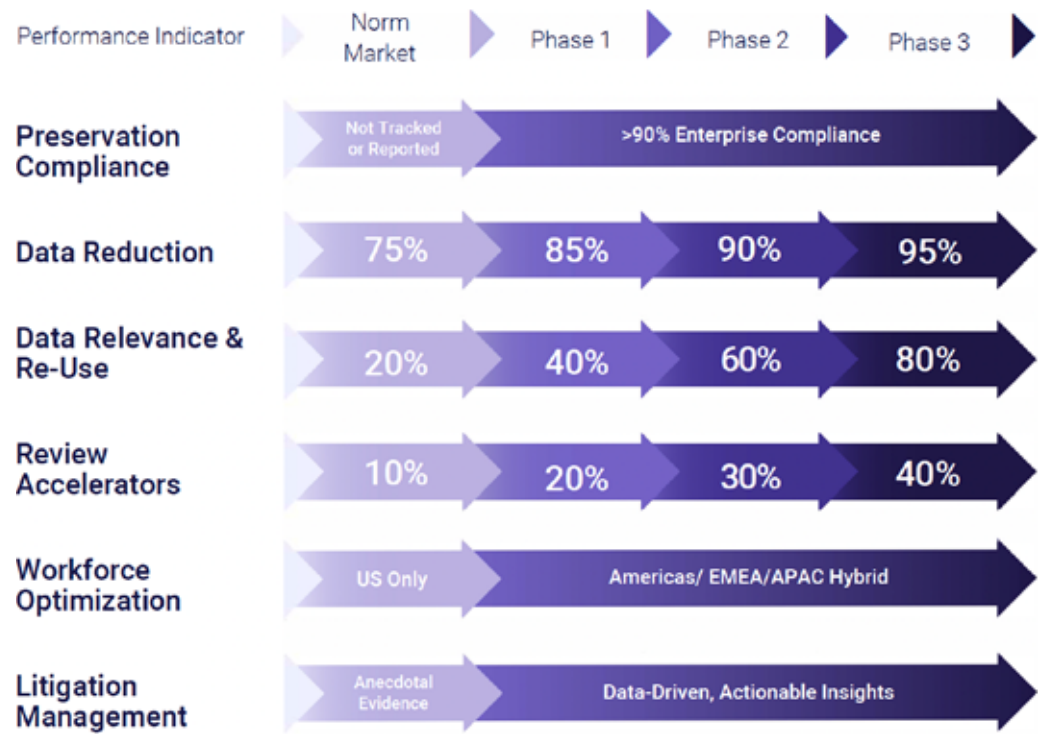 Performance Indicator
Norm
Market
Phase 1
Phase 2
Phase 3
Preservation
Compliance
Not Tracked
or Reported
>90% Enterprise Compliance
Data Reduction
75%
85%
90%
95%
Data Relevance &
Re-Use
20%
40%
60%
80%
Review
Accelerators
10%
20%
30%
40%
Workforce
Optimization
US Only
Americas/ EMEA/APAC Hybrid
Litigation
Management
Anecdotal
Evidence
Data-Driven, Actionable Insights